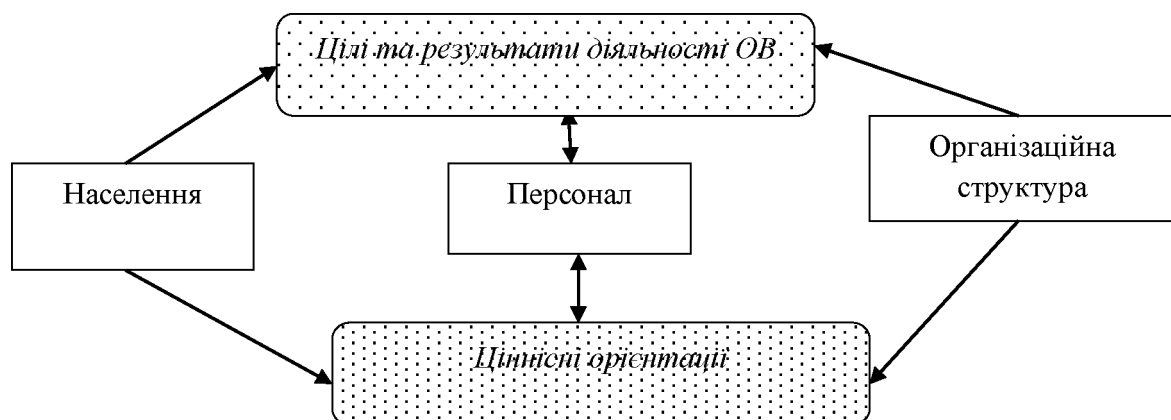 Цілі та результати діяльності ОВ
Населення
Персонал
Організаційна
структура
Ціннісні орієнтації